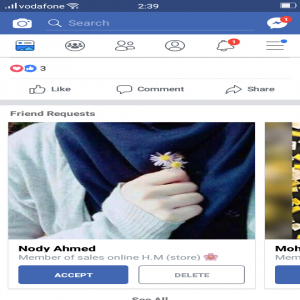 vodafone 2:39
1
Search
1
3
Like Comment Share
Friend Requests
Nody Ahmed Moh
Member of sales online H.M (store) 🌸
ACCEPT DELETE
See All